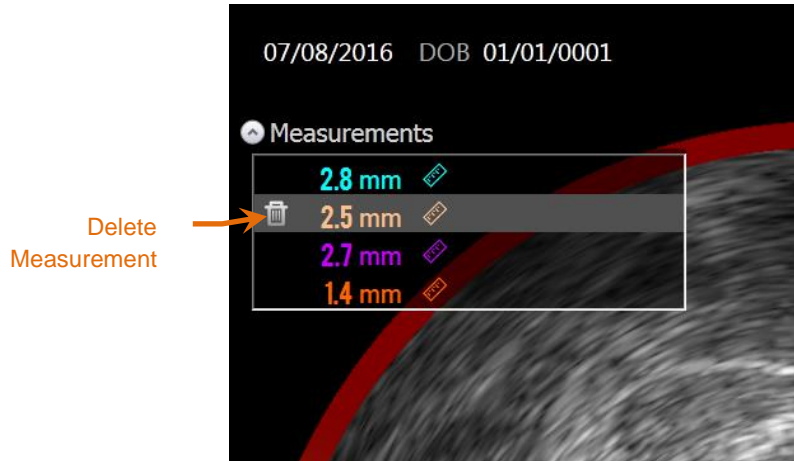 07/08/2016 DOB 01/01/0001
Measurements
2.8 mm
2.5 mm
2.7 mm
1.4 mm
Delete
Measurement